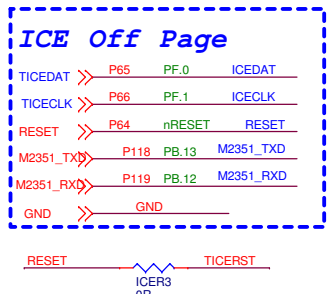 ICE Off Page
TICEDAT P65 PF.0 ICEDAT
TICECLK P66 PF.1 ICECLK
RESET P64 nRESET RESET
M2351_TXD P118 PB.13 M2351_TXD
M2351_RXD P119 PB.12 M2351_RXD
GND GND
RESET TICERST
ICER3
0R